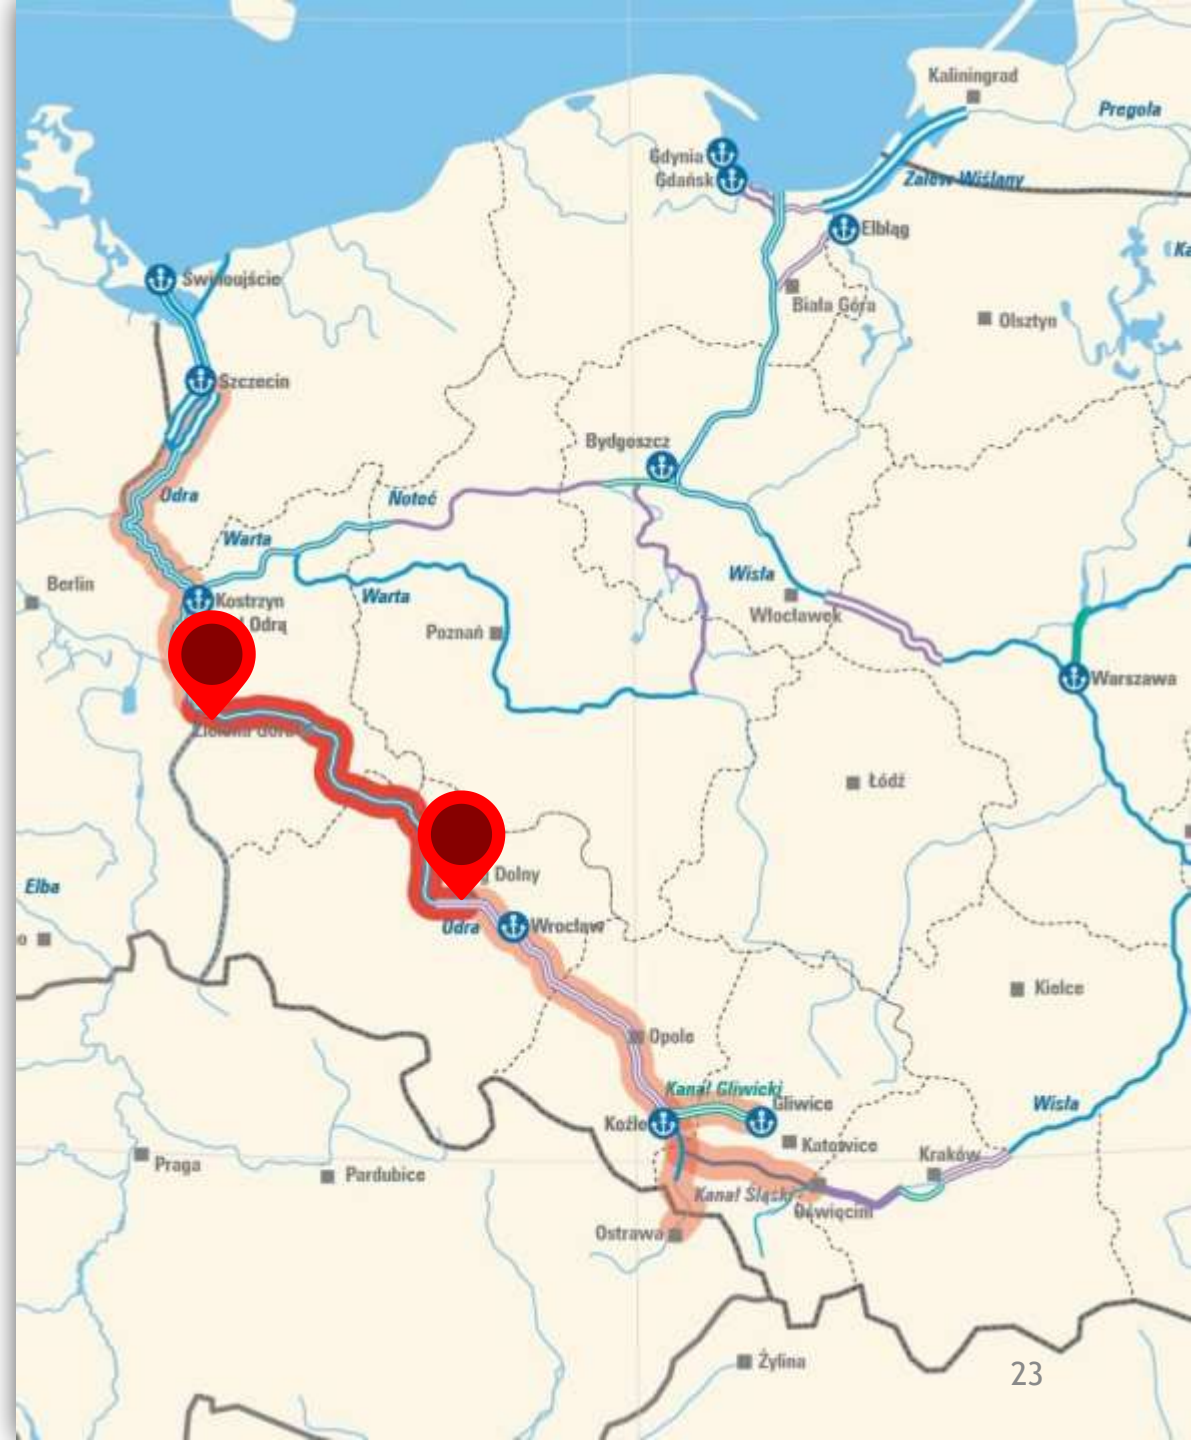 Kaliningrad
Pregoła
Gdynia
Gdańsk
Zalew Wiślany
Elbląg
Świnoujście
Biała Góra
Olsztyn
Szczecin
Bydgoszcz
Odra
Noteć
Warta
Wisła
Berlin
Warta
Kostrzyn
Odrą
Włocławek
Poznań
Warszawa
Zielona Góra
Łódź
Dolny
Elba
Odra
Wrocław
Kielce
Opole
Kanał Gliwicki
Gliwice
Wisła
Koźle
Katowice
Kraków
Praga
Pardubice
Kanał Śląski
Oświęcim
Ostrawa
Żylina
23